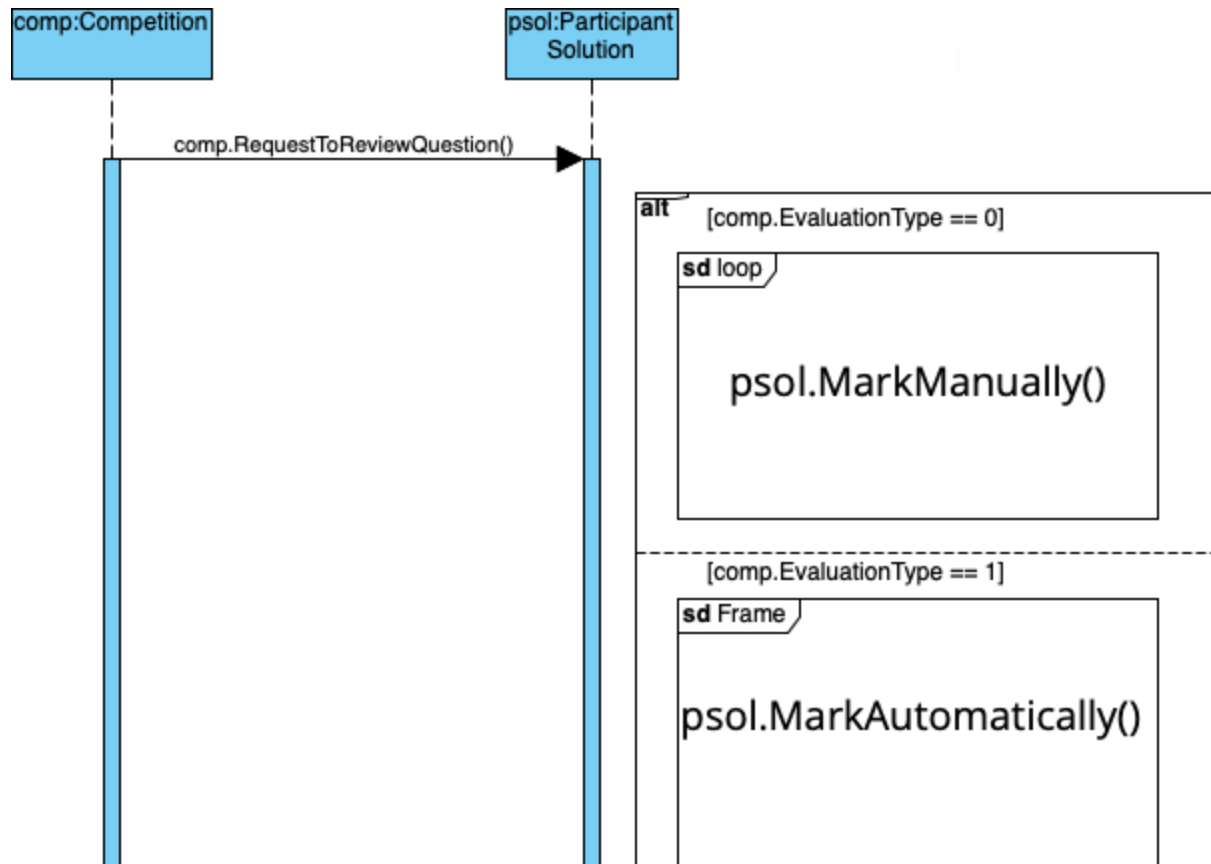 comp:Competition
psol:Participant
Solution
comp.RequestToReviewQuestion()
alt
[comp.EvaluationType == 0]
sd loop
psol.MarkManually()
[comp.EvaluationType == 1]
sd Frame
psol.MarkAutomatically()